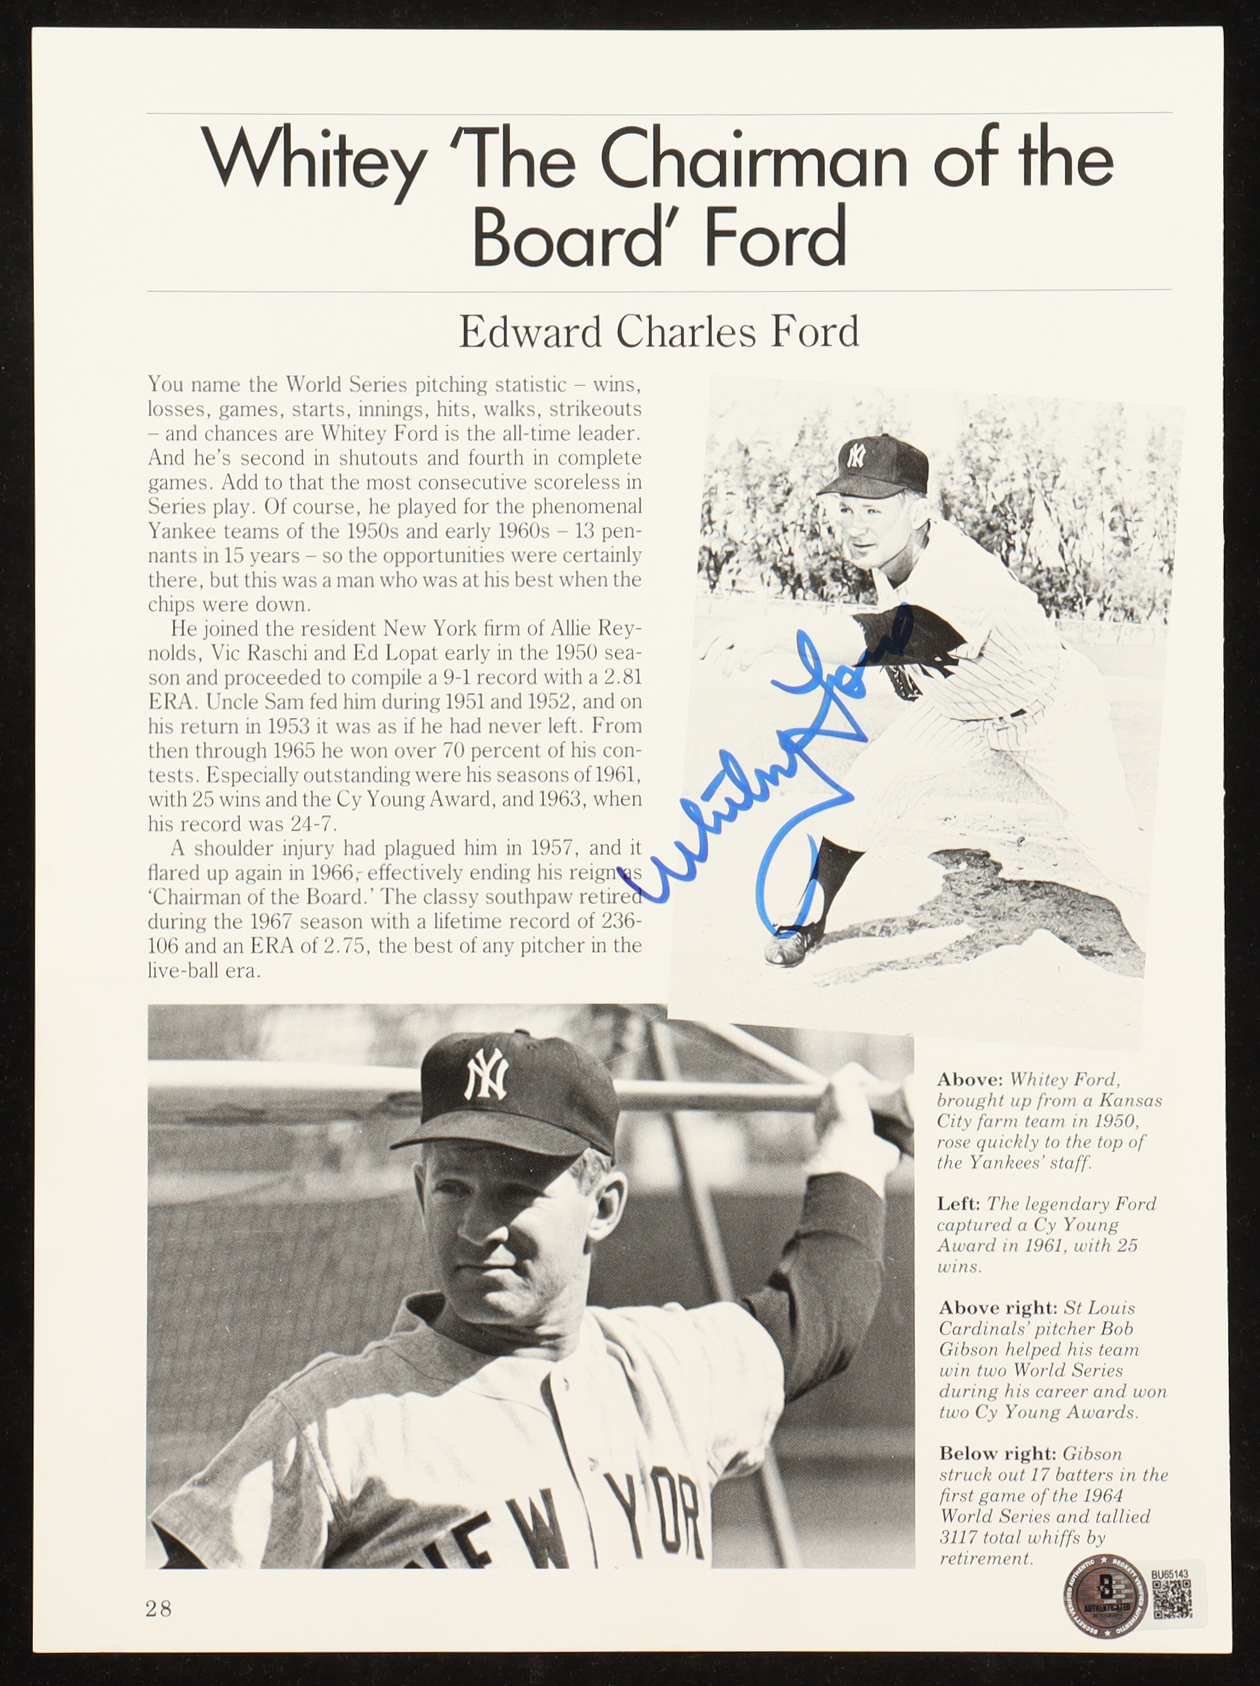 Whitey 'The Chairman of the
Board' Ford
Edward Charles Ford
You name the World Series pitching statistic – wins,
losses, games, starts, innings, hits, walks, strikeouts
– and chances are Whitey Ford is the all-time leader.
And he's second in shutouts and fourth in complete
games. Add to that the most consecutive scoreless in
Series play. Of course, he played for the phenomenal
Yankee teams of the 1950s and early 1960s – 13 pen-
nants in 15 years – so the opportunities were certainly
there, but this was a man who was at his best when the
chips were down.
He joined the resident New York firm of Allie Rey-
nolds, Vic Raschi and Ed Lopat early in the 1950 sea-
son and proceeded to compile a 9-1 record with a 2.81
ERA. Uncle Sam fed him during 1951 and 1952, and on
his return in 1953 it was as if he had never left. From
then through 1965 he won over 70 percent of his con-
tests. Especially outstanding were his seasons of 1961,
with 25 wins and the Cy Young Award, and 1963, when
his record was 24-7.
A shoulder injury had plagued him in 1957, and it
flared up again in 1966, effectively ending his reign as
'Chairman of the Board.' The classy southpaw retired
during the 1967 season with a lifetime record of 236-
106 and an ERA of 2.75, the best of any pitcher in the
live-ball era.
NY
Whitey Ford
NY
NEW YORK
Above: Whitey Ford,
brought up from a Kansas
City farm team in 1950,
rose quickly to the top of
the Yankees' staff.
Left: The legendary Ford
captured a Cy Young
Award in 1961, with 25
wins.
Above right: St Louis
Cardinals' pitcher Bob
Gibson helped his team
win two World Series
during his career and won
two Cy Young Awards.
Below right: Gibson
struck out 17 batters in the
first game of the 1964
World Series and tallied
3117 total whiffs by
retirement.
BU65143
B
AUTHENTICATED
BECKETT VERIFIED AUTHENTIC
28